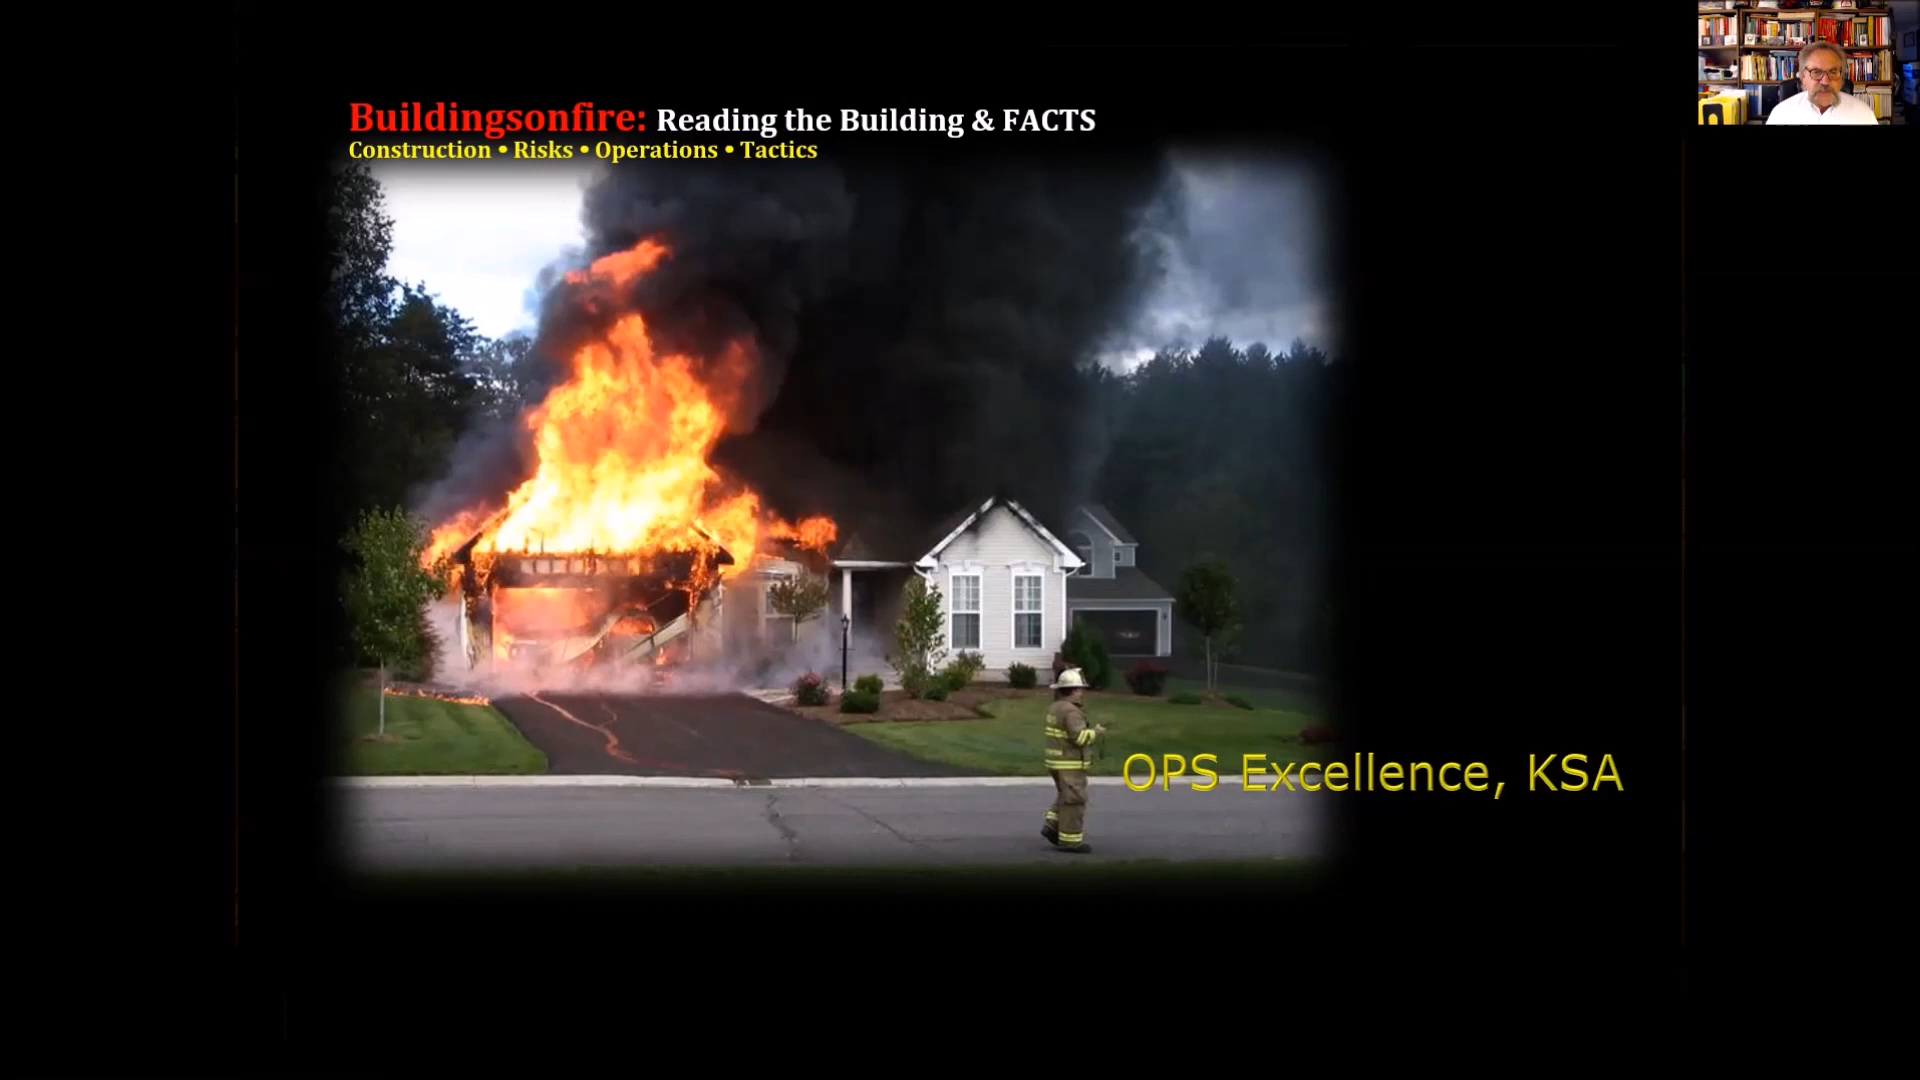 Buildingsonfire: Reading the Building & FACTS
Construction • Risks • Operations • Tactics
OPS Excellence, KSA